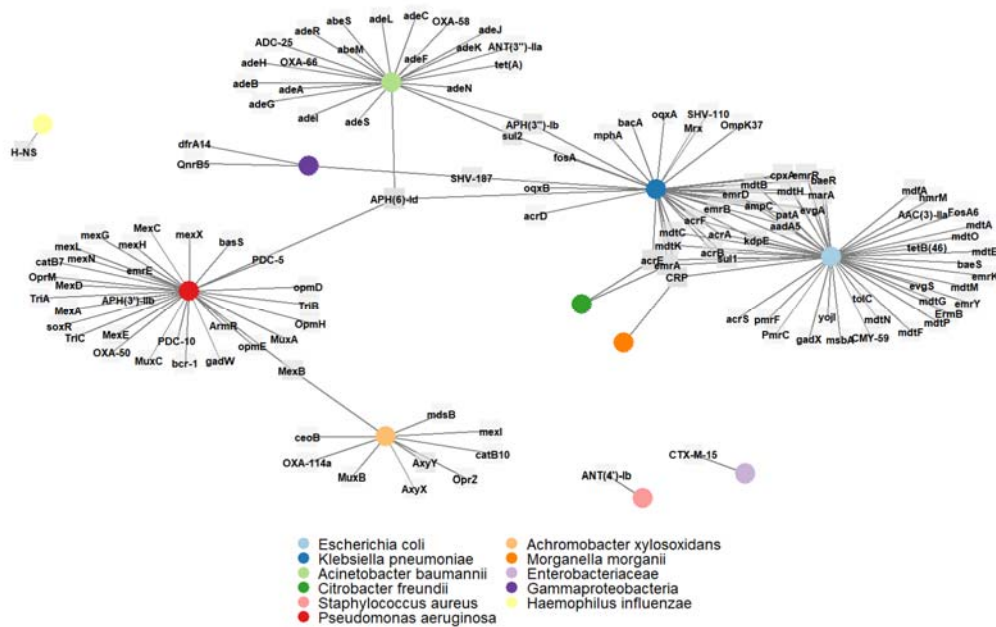 adeL
adeC
OXA-58
abeS
adeR
adeJ
ADC-25
abeM
adeK
ANT(3")-IIa
adeF
OXA-66
adeH
tet(A)
adeB
adeA
adeN
adeG
adeI
adeS
H-NS
dfrA14
QnrB5
APH(3")-Ib
sul2
fosA
SHV-187
APH(6)-Id
oqxB
acrD
mphA
bacA
oqxA
SHV-110
Mrx
OmpK37
cpxA
emrR
baeR
mdtB
mdtH
marA
emrD
ampC
emrB
patA
evgA
aadA5
acrF
mdtC
acrA
kdpE
mdtK
acrB
sul1
acrE
emrA
CRP
mdfA
hmrM
AAC(3)-IIa
FosA6
mdtA
mdtO
tetB(46)
mdtE
baeS
emrK
mdtM
evgS
mdtG
emrY
ErmB
tolC
mdtP
mdtN
mdtF
yojI
acrS
pmrF
PmrC
gadX
msbA
CMY-59
MexC
mexX
mexG
mexH
basS
mexL
mexN
catB7
emrE
PDC-5
OprM
MexD
APH(3')-IIb
opmD
TriA
TriB
MexA
OpmH
soxR
ArmR
TriC
MexE
MuxA
PDC-10
opmE
OXA-50
MuxC
bcr-1
gadW
MexB
mdsB
ceoB
mexI
catB10
OXA-114a
AxyY
MuxB
OprZ
AxyX
CTX-M-15
ANT(4')-Ib
Escherichia coli
Klebsiella pneumoniae
Acinetobacter baumannii
Citrobacter freundii
Staphylococcus aureus
Pseudomonas aeruginosa
Achromobacter xylosoxidans
Morganella morganii
Enterobacteriaceae
Gammaproteobacteria
Haemophilus influenzae